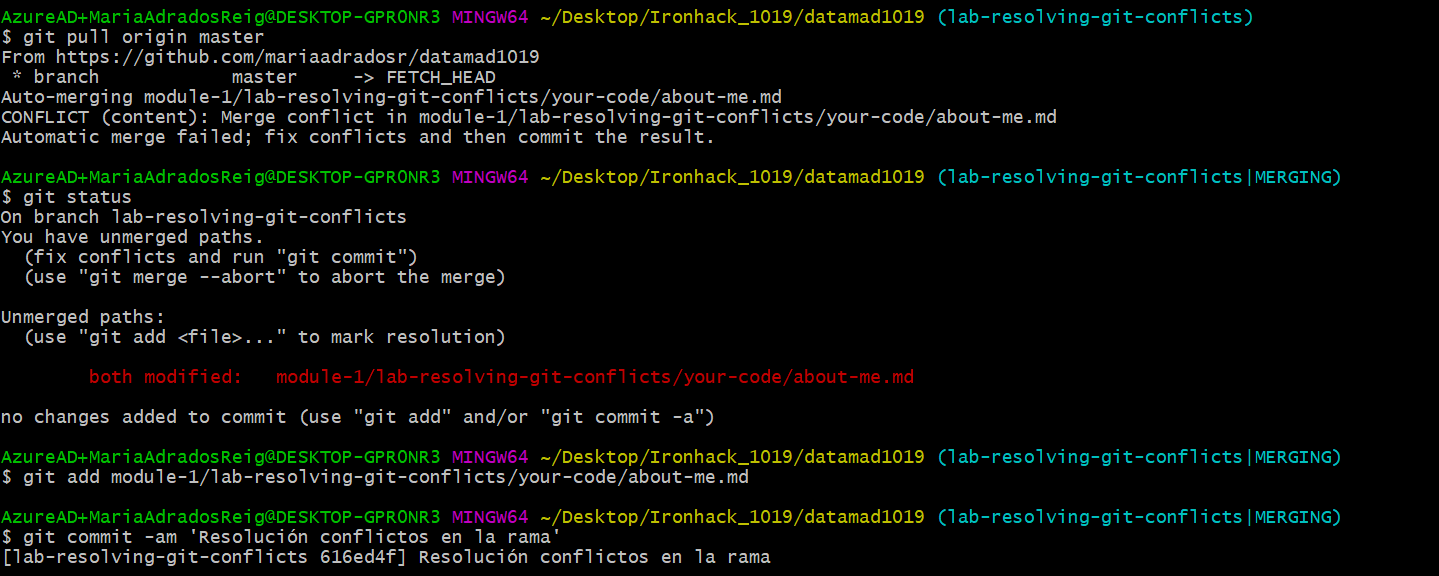 AzureAD+MariaAdradosReig@DESKTOP-GPR0NR3 MINGW64 ~/Desktop/Ironhack_1019/datamad1019 (lab-resolving-git-conflicts)
$ git pull origin master
From https://github.com/mariaadradosr/datamad1019
 * branch            master     -> FETCH_HEAD
Auto-merging module-1/lab-resolving-git-conflicts/your-code/about-me.md
CONFLICT (content): Merge conflict in module-1/lab-resolving-git-conflicts/your-code/about-me.md
Automatic merge failed; fix conflicts and then commit the result.

AzureAD+MariaAdradosReig@DESKTOP-GPR0NR3 MINGW64 ~/Desktop/Ironhack_1019/datamad1019 (lab-resolving-git-conflicts|MERGING)
$ git status
On branch lab-resolving-git-conflicts
You have unmerged paths.
  (fix conflicts and run "git commit")
  (use "git merge --abort" to abort the merge)

Unmerged paths:
  (use "git add <file>..." to mark resolution)

        both modified:   module-1/lab-resolving-git-conflicts/your-code/about-me.md

no changes added to commit (use "git add" and/or "git commit -a")

AzureAD+MariaAdradosReig@DESKTOP-GPR0NR3 MINGW64 ~/Desktop/Ironhack_1019/datamad1019 (lab-resolving-git-conflicts|MERGING)
$ git add module-1/lab-resolving-git-conflicts/your-code/about-me.md

AzureAD+MariaAdradosReig@DESKTOP-GPR0NR3 MINGW64 ~/Desktop/Ironhack_1019/datamad1019 (lab-resolving-git-conflicts|MERGING)
$ git commit -am 'Resolución conflictos en la rama'
[lab-resolving-git-conflicts 616ed4f] Resolución conflictos en la rama